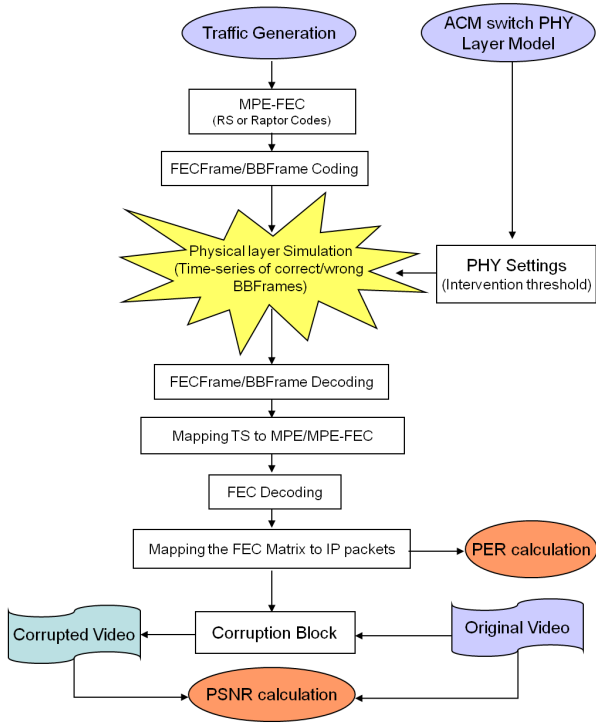 Traffic Generation
ACM switch PHY
Layer Model
MPE-FEC
(RS or Raptor Codes)
FECFrame/BBFrame Coding
Physical layer Simulation
(Time-series of correct/wrong
BBFrames)
PHY Settings
(Intervention threshold)
FECFrame/BBFrame Decoding
Mapping TS to MPE/MPE-FEC
FEC Decoding
Mapping the FEC Matrix to IP packets
PER calculation
Corrupted Video
Corruption Block
Original Video
PSNR calculation